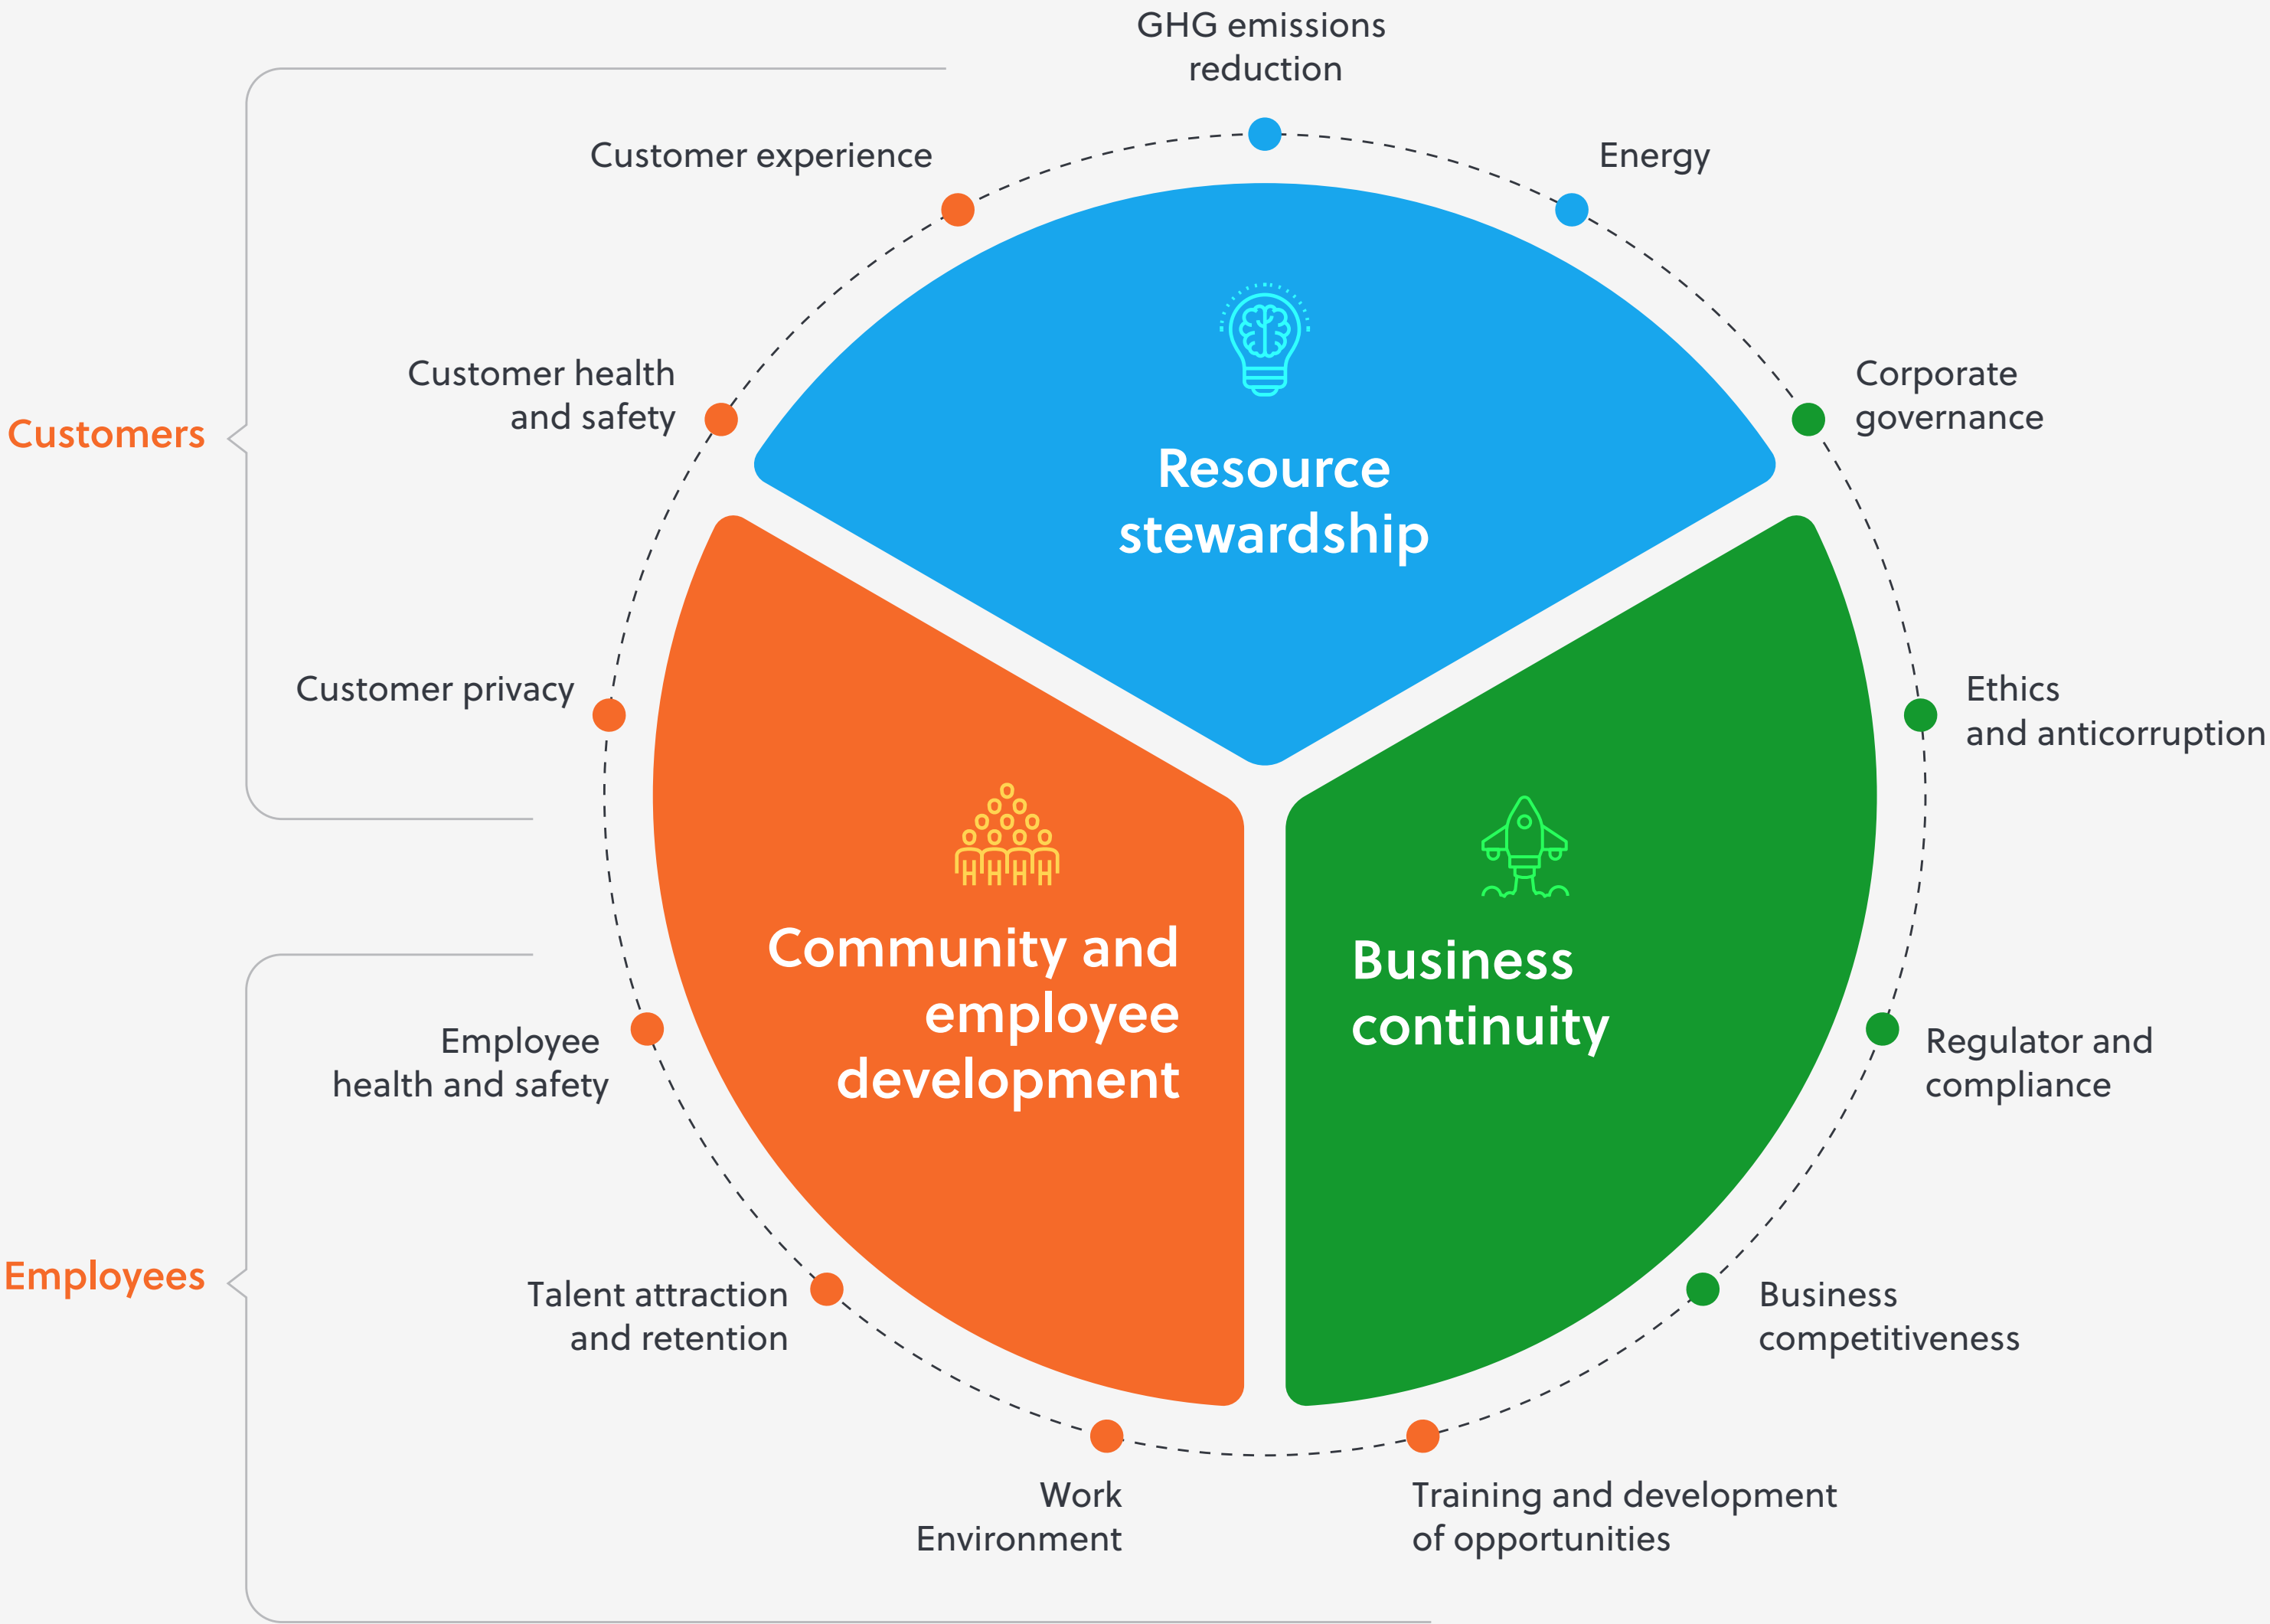 GHG emissions
reduction
Energy
Corporate
governance
Ethics
and anticorruption
Regulator and
compliance
Business
competitiveness
Training and development
of opportunities
Work
Environment
Talent attraction
and retention
Employee
health and safety
Customer privacy
Customer health
and safety
Customer experience
Customers
Employees
Resource
stewardship
Business
continuity
Community and
employee
development